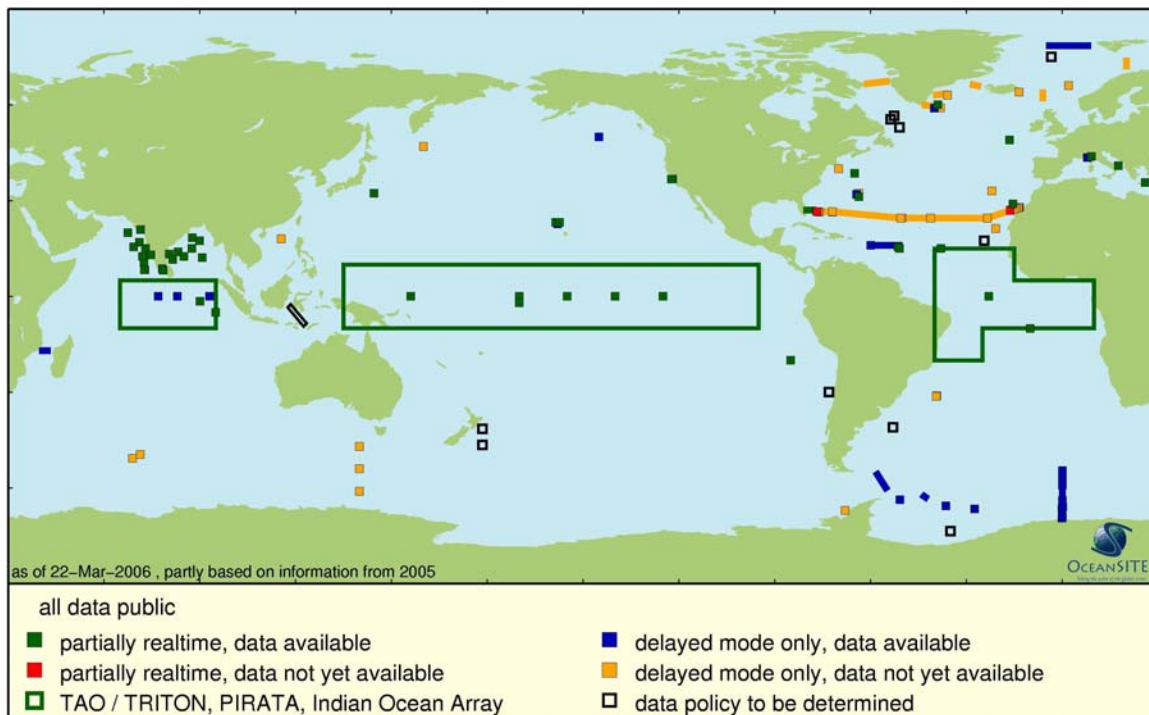 as of 22-Mar-2006 , partly based on information from 2005
OCEANSITES
all data public
partially realtime, data available
partially realtime, data not yet available
TAO / TRITON, PIRATA, Indian Ocean Array
delayed mode only, data available
delayed mode only, data not yet available
data policy to be determined